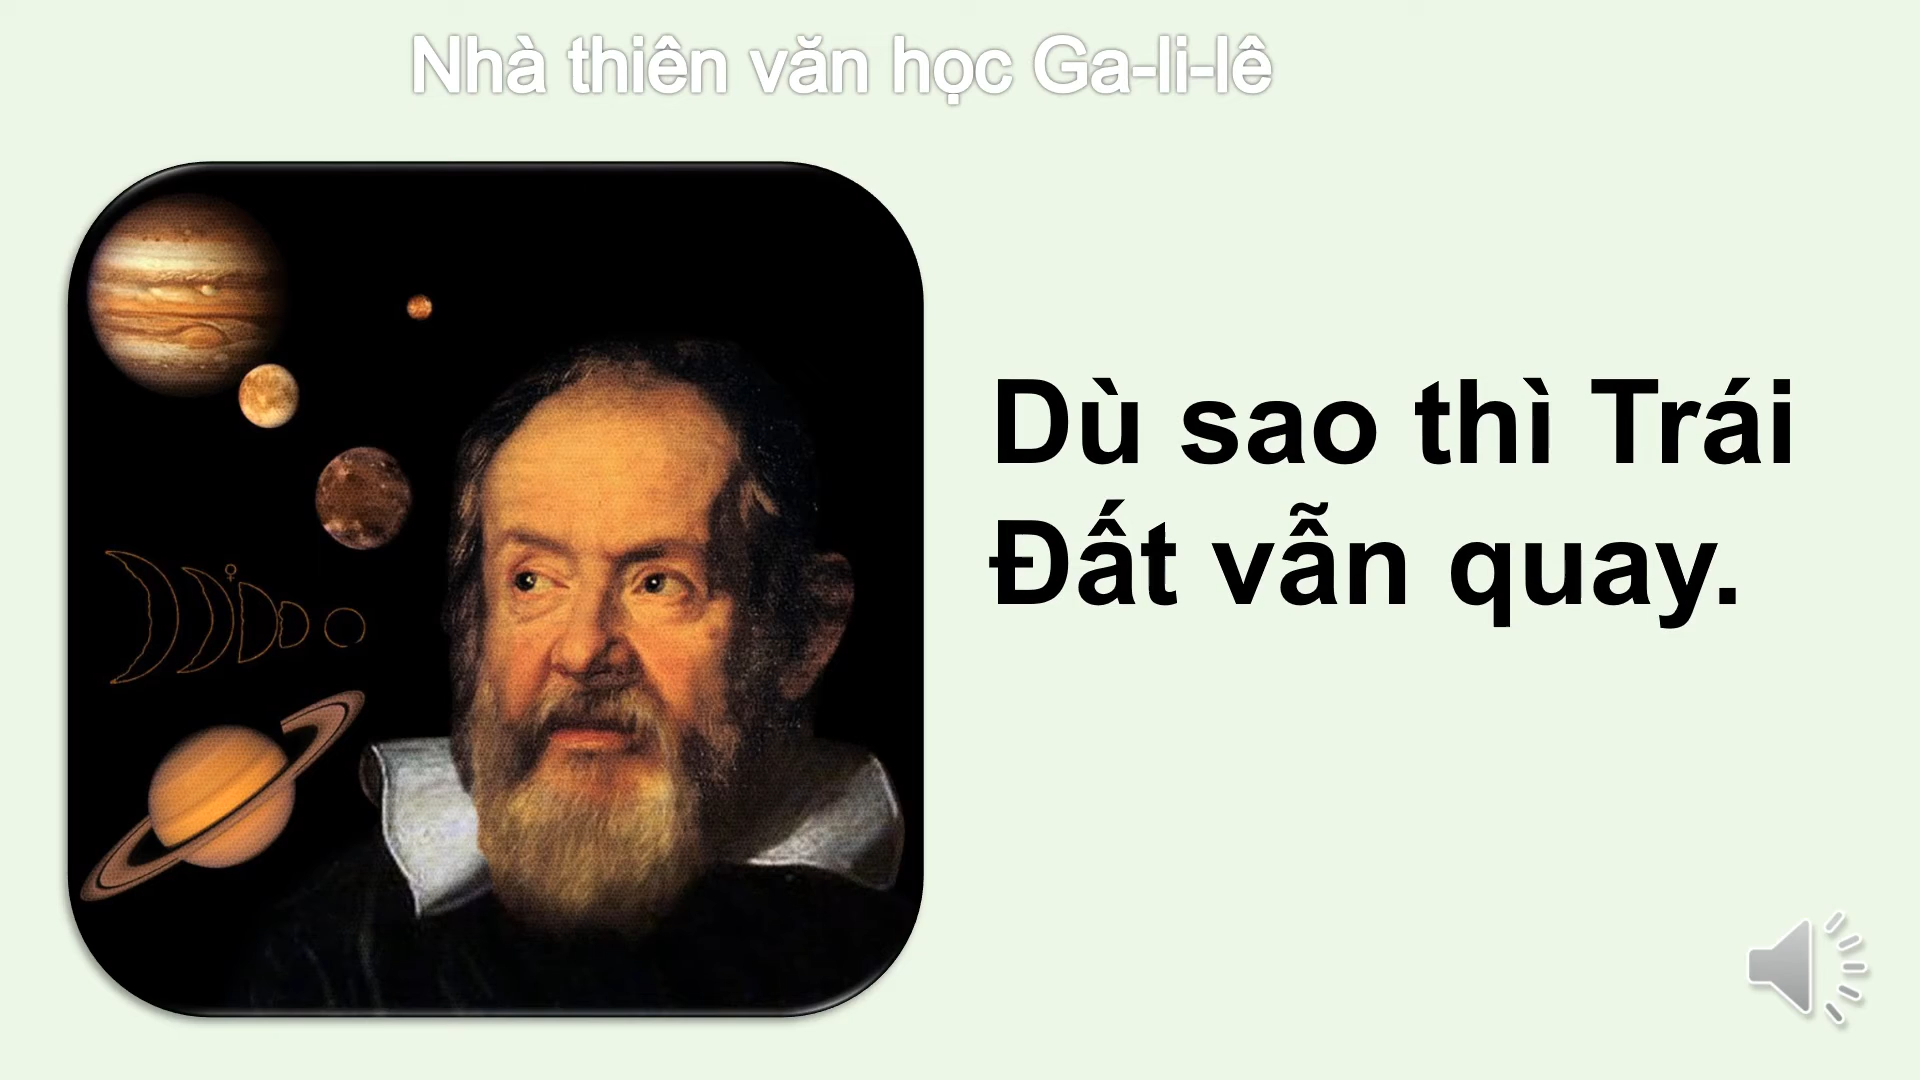 Nhà thiên văn học Ga-li-lê
Dù sao thì Trái
Đất vẫn quay.